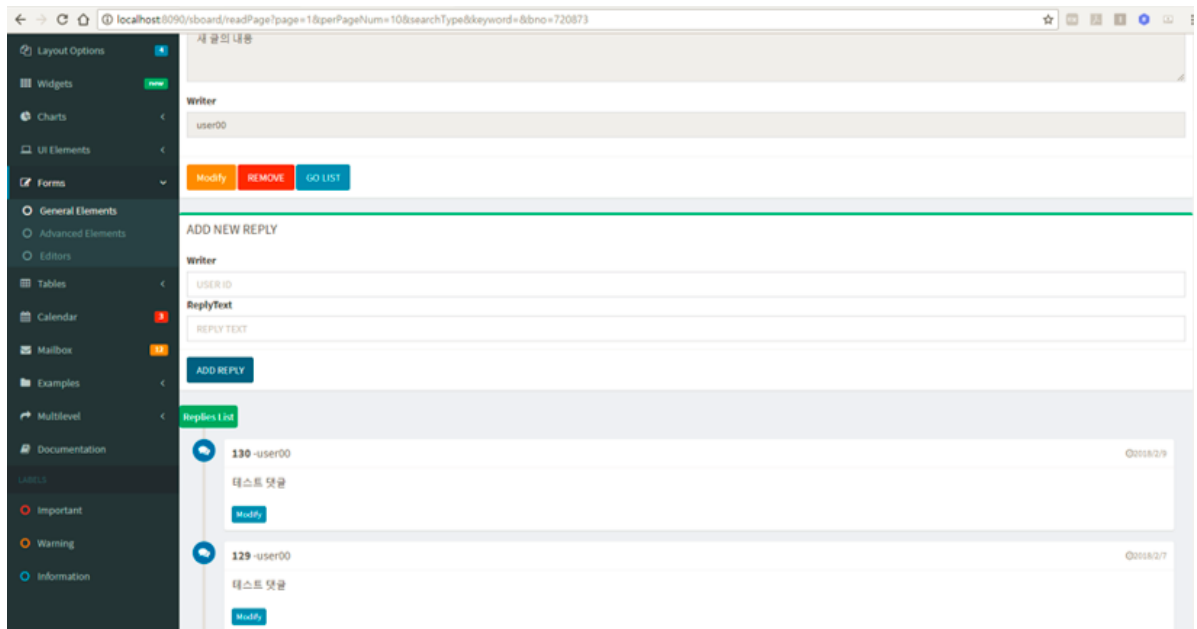 localhost:8090/sboard/readPage?page=1&perPageNum=10&searchType&keyword=&bno=720873
Layout Options 4
Widgets new
Charts
UI Elements
Forms
General Elements
Advanced Elements
Editors
Tables
Calendar 3
Mailbox 12
Examples
Multilevel
Documentation
LABELS
Important
Warning
Information
새 글의 내용
Writer
user00
Modify REMOVE GO LIST
ADD NEW REPLY
Writer
USER ID
ReplyText
REPLY TEXT
ADD REPLY
Replies List
130 -user00 2018/2/9
테스트 댓글
Modify
129 -user00 2018/2/7
테스트 댓글
Modify